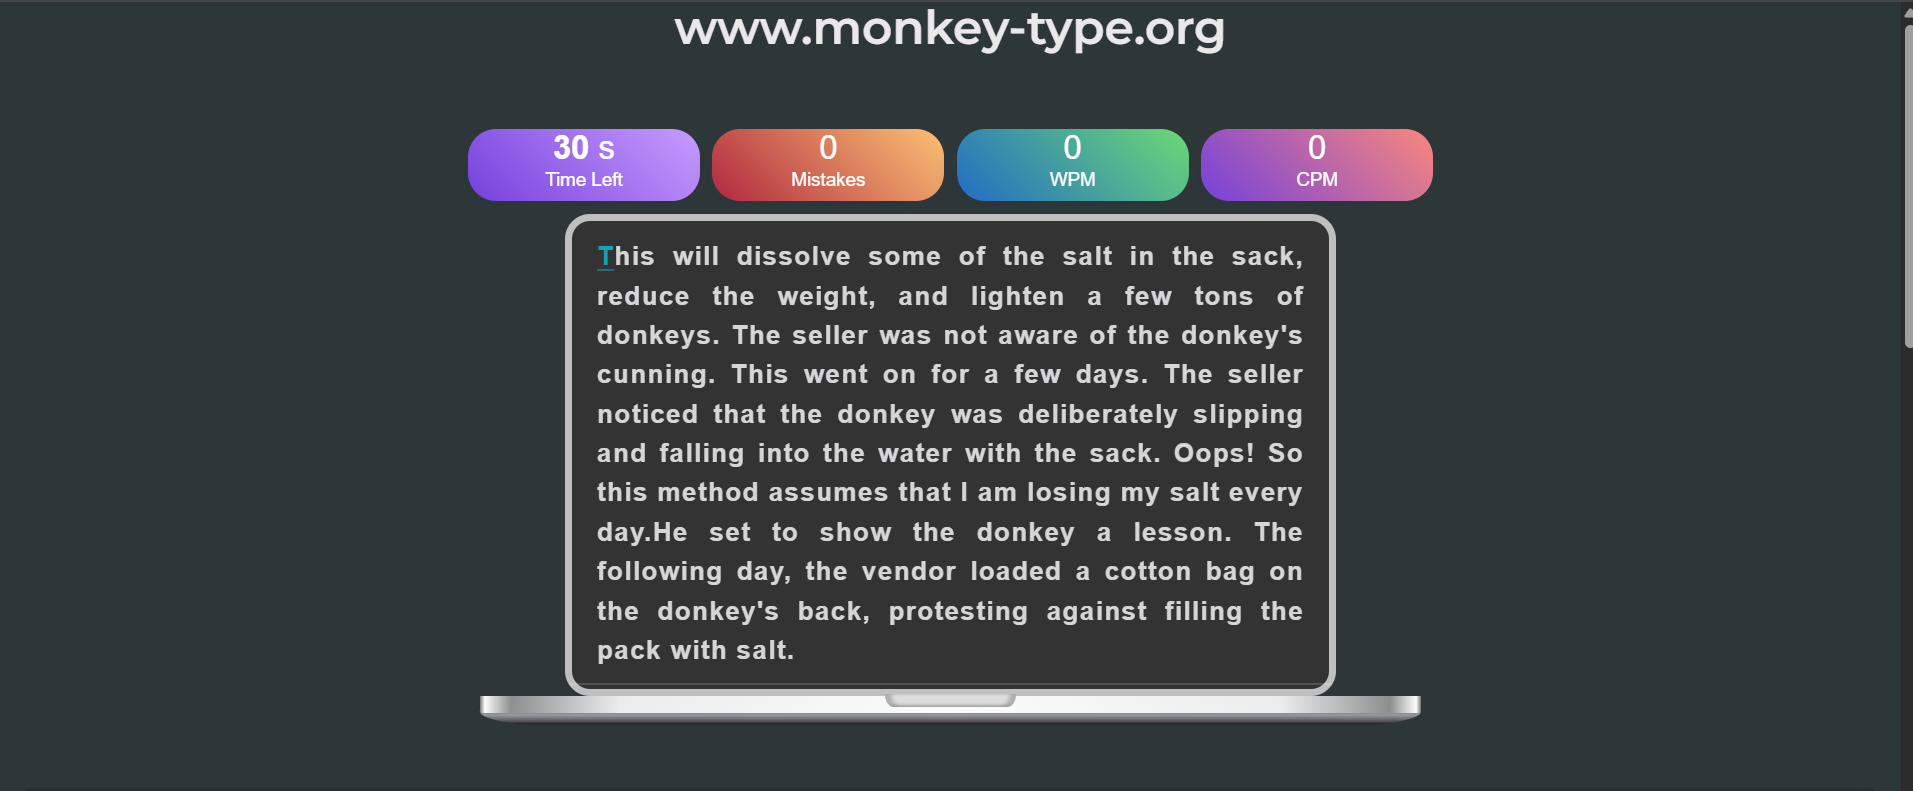 www.monkey-type.org
30 s
Time Left
0
Mistakes
0
WPM
0
CPM
This will dissolve some of the salt in the sack,
reduce the weight, and lighten a few tons of
donkeys. The seller was not aware of the donkey's
cunning. This went on for a few days. The seller
noticed that the donkey was deliberately slipping
and falling into the water with the sack. Oops! So
this method assumes that I am losing my salt every
day.He set to show the donkey a lesson. The
following day, the vendor loaded a cotton bag on
the donkey's back, protesting against filling the
pack with salt.